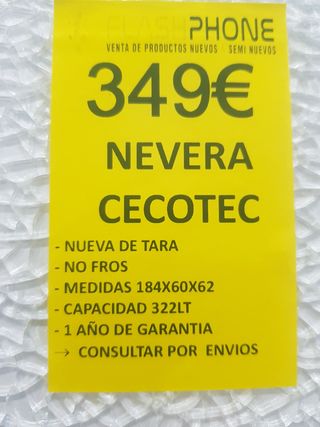 FLASHPHONE
VENTA DE PRODUCTOS NUEVOS SEMI NUEVOS
349€
NEVERA
CECOTEC
- NUEVA DE TARA
- NO FROS
- MEDIDAS 184X60X62
- CAPACIDAD 322LT
- 1 AÑO DE GARANTIA
→ CONSULTAR POR ENVIOS